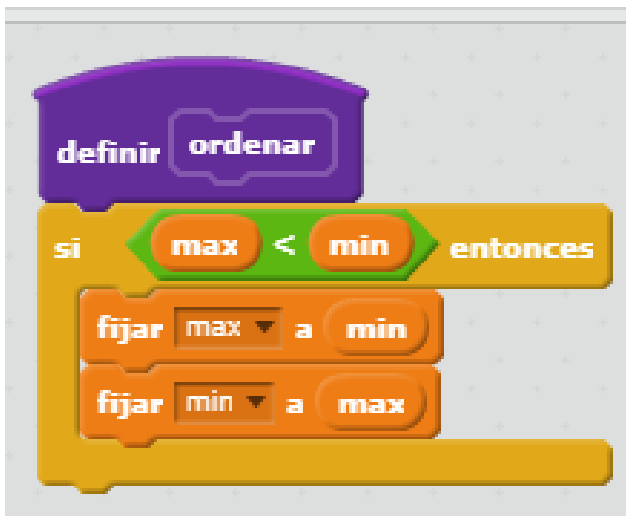 definir ordenar
si max < min entonces
fijar max a min
fijar min a max